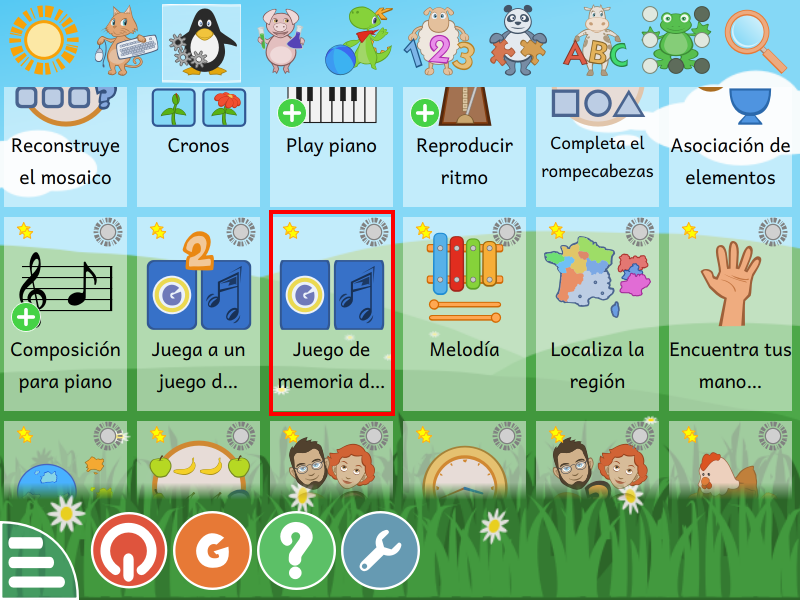 1 2 3
A B C
Reconstruye
el mosaico
Cronos
Play piano
Reproducir
ritmo
Completa el
rompecabezas
Asociación de
elementos
2
G
G
Composición
para piano
Juega a un
juego d...
Juego de
memoria d...
Melodía
Localiza la
región
Encuentra tus
mano...
G
?